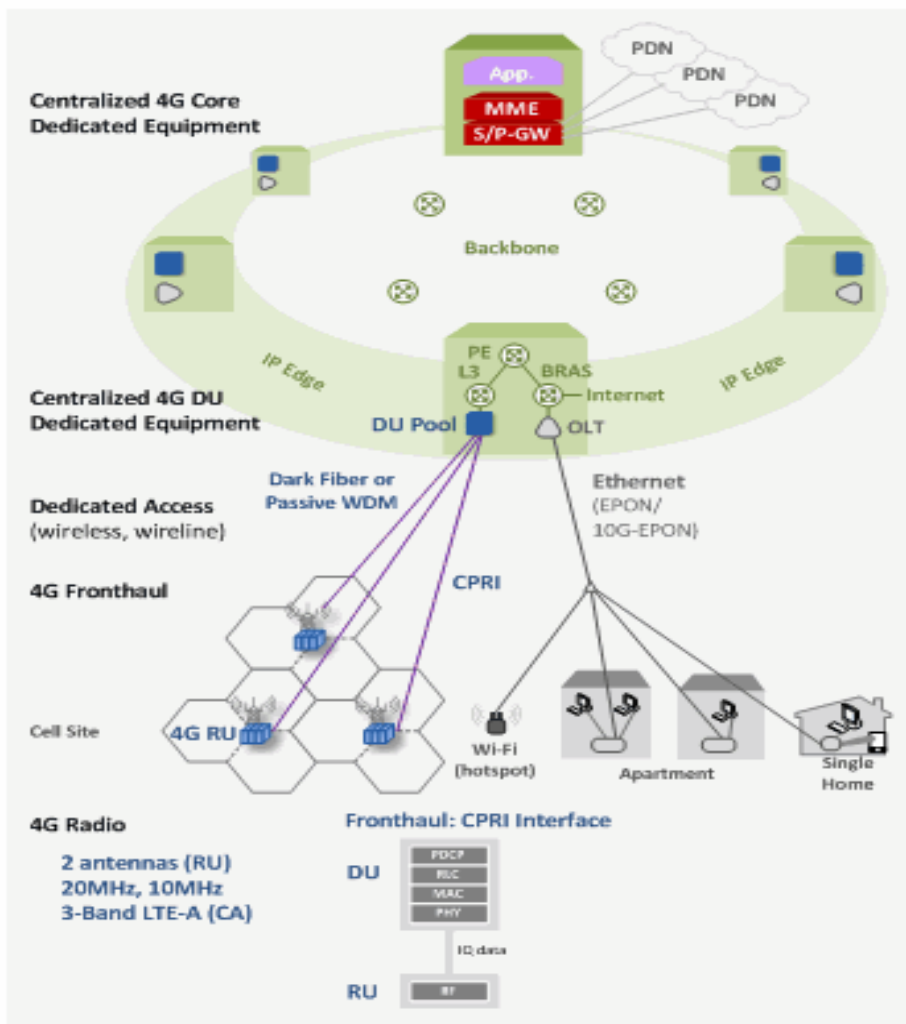 PDN
PDN
PDN
App.
MME
S/P-GW
Centralized 4G Core
Dedicated Equipment
Backbone
IP Edge
IP Edge
PE
L3
BRAS
Internet
Centralized 4G DU
Dedicated Equipment
DU Pool
OLT
Dark Fiber or
Passive WDM
Ethernet
(EPON/
10G-EPON)
Dedicated Access
(wireless, wireline)
4G Fronthaul
CPRI
Cell Site
4G RU
Wi-Fi
(hotspot)
Apartment
Single
Home
4G Radio
2 antennas (RU)
20MHz, 10MHz
3-Band LTE-A (CA)
Fronthaul: CPRI Interface
DU
PDCP
RLC
MAC
PHY
IQ data
RU
RF